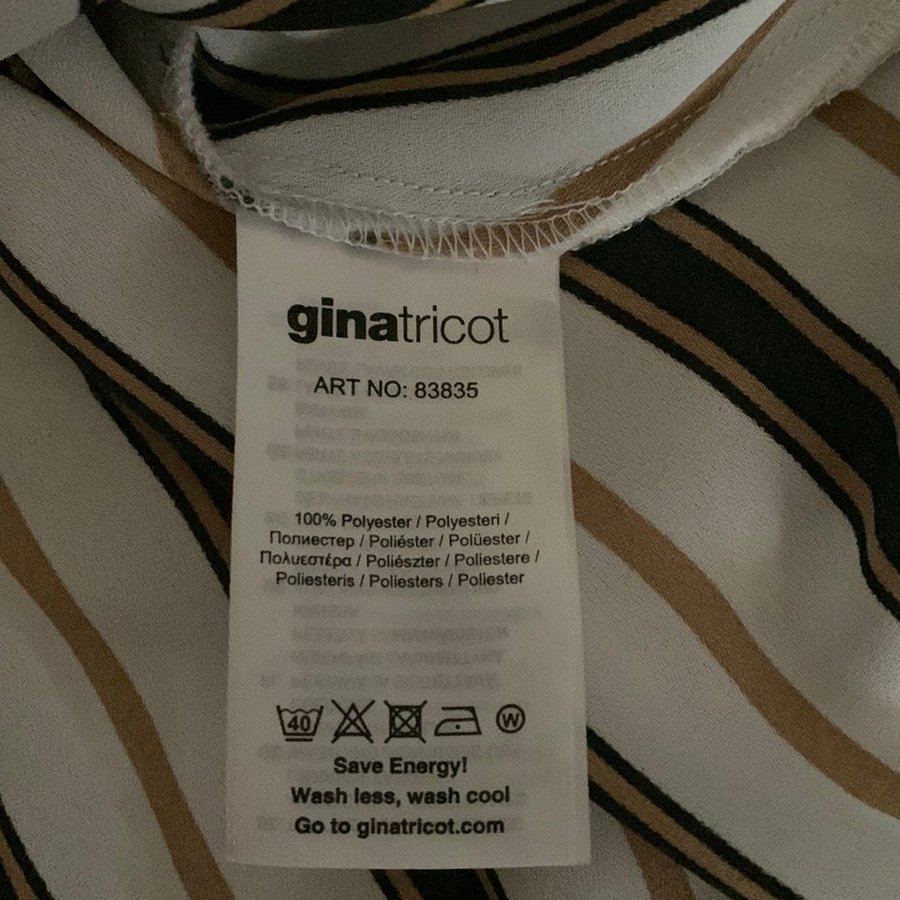 ginatricot
ART NO: 83835
100% Polyester / Polyesteri /
Полиестер / Poliéster / Polüester /
Πολυεστέρα / Poliészter / Poliestere /
Poliesteris / Poliesters / Poliester
40 W
Save Energy!
Wash less, wash cool
Go to ginatricot.com